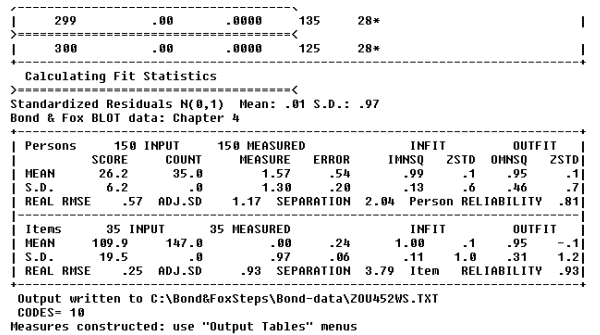 | 299 .00 .0000 135 28* |
>=====================================<
| 300 .00 .0000 125 28* |
Calculating Fit Statistics
>=====================================<
Standardized Residuals N(0,1) Mean: .01 S.D.: .97
Bond & Fox BLOT data: Chapter 4
| Persons 150 INPUT 150 MEASURED INFIT OUTFIT |
| SCORE COUNT MEASURE ERROR IMNSQ ZSTD OMNSQ ZSTD|
| MEAN 26.2 35.0 1.57 .54 .99 .1 .95 .1|
| S.D. 6.2 .0 1.30 .20 .13 .6 .46 .7|
| REAL RMSE .57 ADJ.SD 1.17 SEPARATION 2.04 Person RELIABILITY .81|
| Items 35 INPUT 35 MEASURED INFIT OUTFIT |
| MEAN 109.9 147.0 .00 .24 1.00 .1 .95 -.1|
| S.D. 19.5 .0 .97 .06 .11 1.0 .31 1.2|
| REAL RMSE .25 ADJ.SD .93 SEPARATION 3.79 Item RELIABILITY .93|
Output written to C:\Bond&FoxSteps\Bond-data\ZOU452WS.TXT
CODES= 10
Measures constructed: use "Output Tables" menus